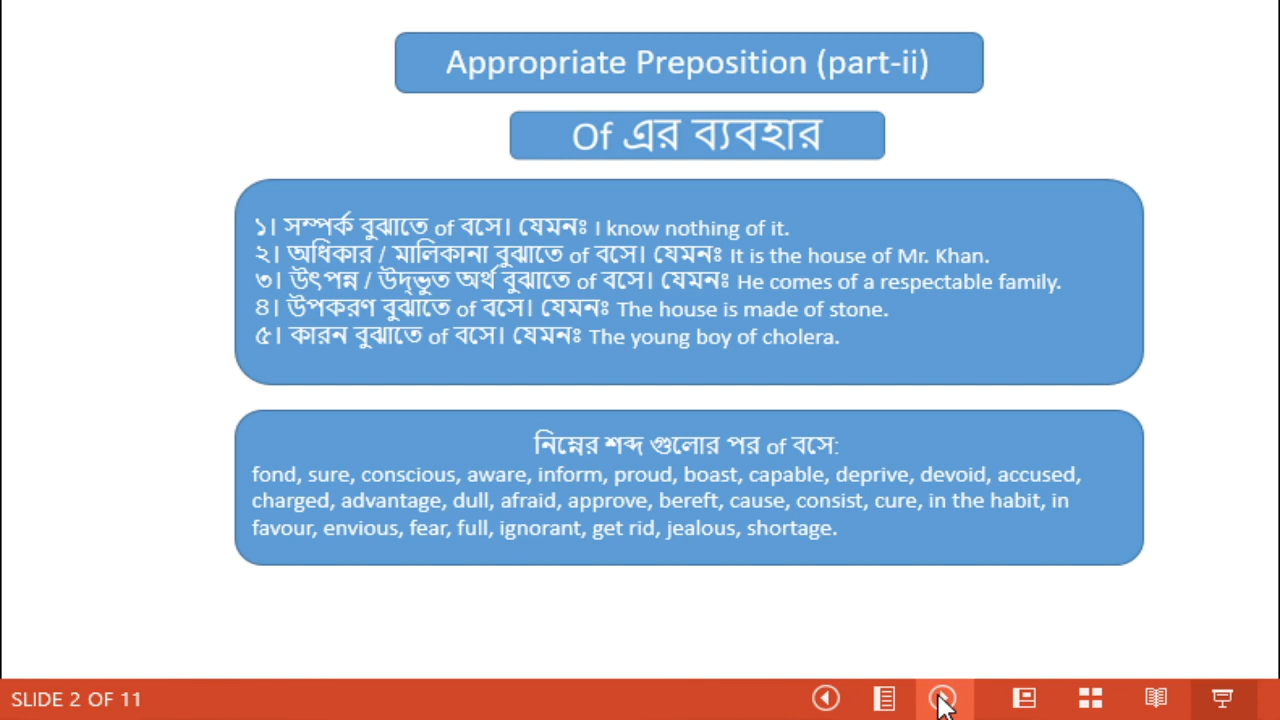 Appropriate Preposition (part-ii)
Of এর ব্যবহার
১। সম্পর্ক বুঝাতে of বসে। যেমনঃ I know nothing of it.
২। অধিকার / মালিকানা বুঝাতে of বসে। যেমনঃ It is the house of Mr. Khan.
৩। উৎপন্ন / উদ্ভুত অর্থ বুঝাতে of বসে। যেমনঃ He comes of a respectable family.
৪। উপকরণ বুঝাতে of বসে। যেমনঃ The house is made of stone.
৫। কারন বুঝাতে of বসে। যেমনঃ The young boy of cholera.
নিম্নের শব্দ গুলোর পর of বসে:
fond, sure, conscious, aware, inform, proud, boast, capable, deprive, devoid, accused,
charged, advantage, dull, afraid, approve, bereft, cause, consist, cure, in the habit, in
favour, envious, fear, full, ignorant, get rid, jealous, shortage.
SLIDE 2 OF 11